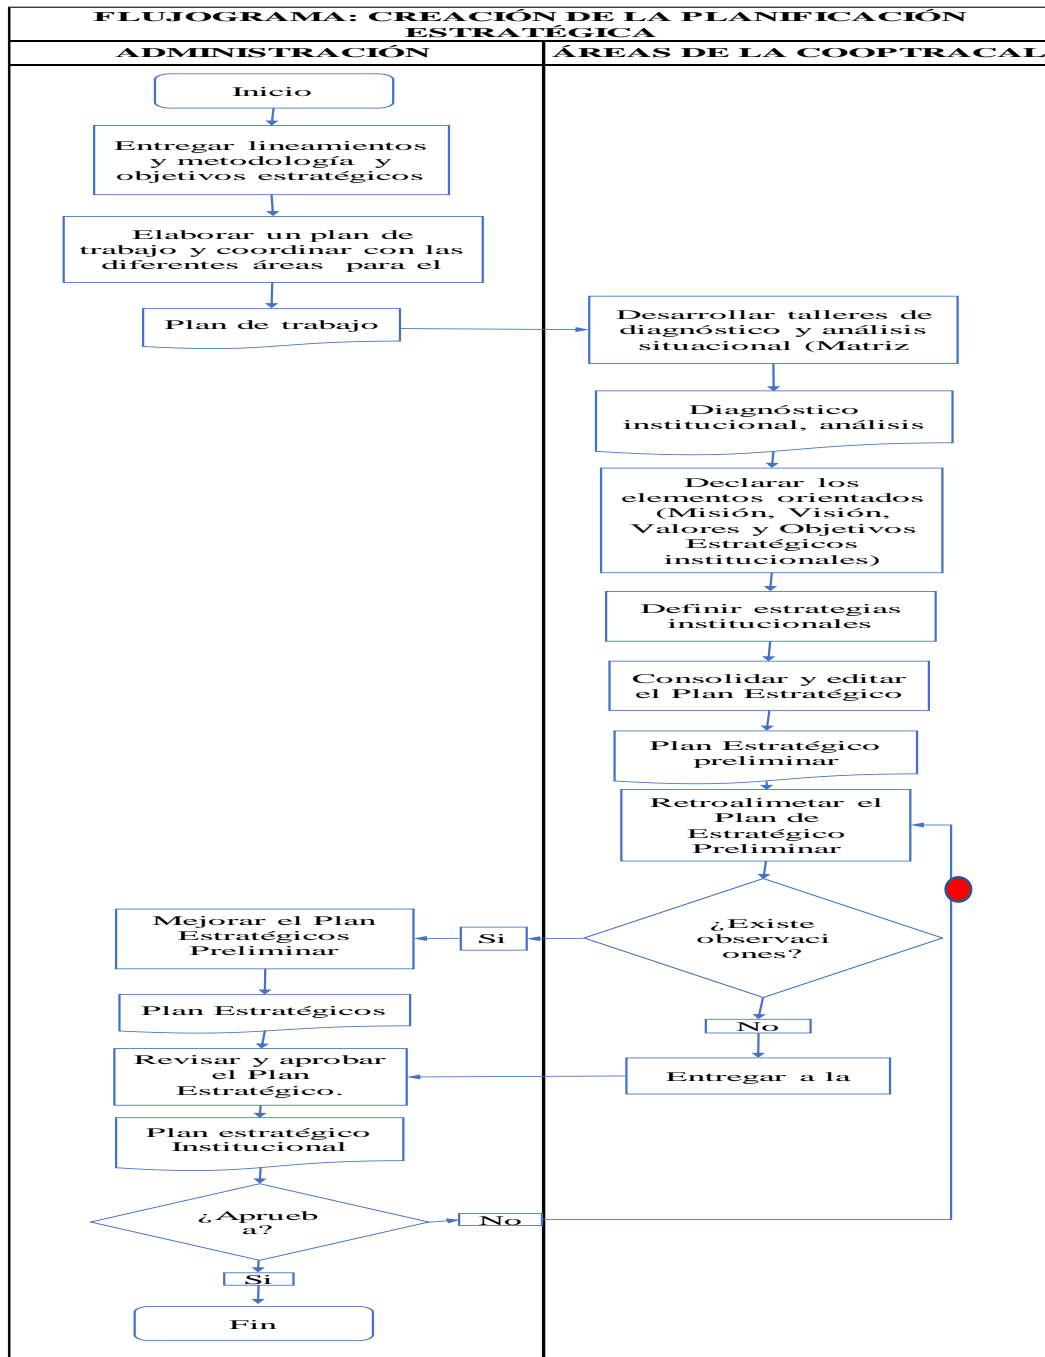 FLUJOGRAMA: CREACIÓN DE LA PLANIFICACIÓN
ESTRATÉGICA
ADMINISTRACIÓN
ÁREAS DE LA COOPTRACAL
Inicio
Entregar lineamientos
y metodología y
objetivos estratégicos
Elaborar un plan de
trabajo y coordinar con las
diferentes áreas para el
Plan de trabajo
Desarrollar talleres de
diagnóstico y análisis
situacional (Matriz
Diagnóstico
institucional, análisis
Declarar los
elementos orientados
(Misión, Visión,
Valores y Objetivos
Estratégicos
institucionales)
Definir estrategias
institucionales
Consolidar y editar
el Plan Estratégico
Plan Estratégico
preliminar
Retroalimetar el
Plan de
Estratégico
Preliminar
¿Existe
observaci
ones?
Si
Mejorar el Plan
Estratégicos
Preliminar
Plan Estratégicos
No
Entregar a la
Revisar y aprobar
el Plan
Estratégico.
Plan estratégico
Institucional
¿Aprueb
a?
No
Si
Fin